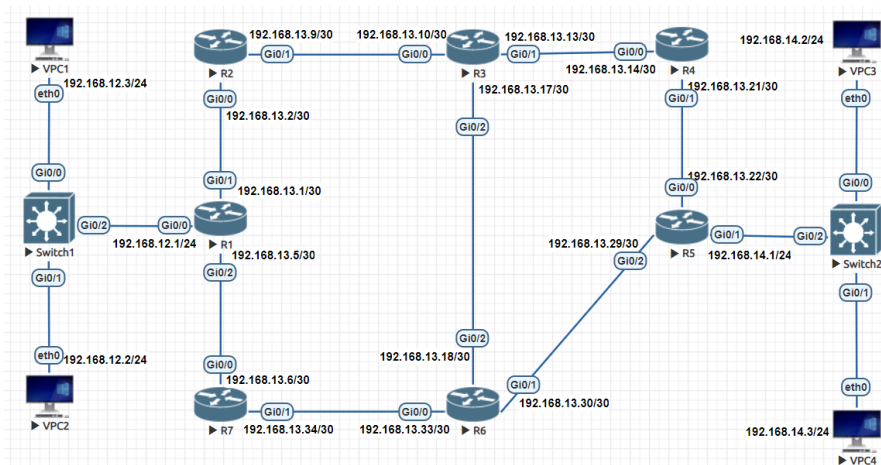 192.168.13.9/30
192.168.13.10/30
192.168.13.13/30
192.168.14.2/24
Gi0/1
Gi0/0
Gi0/1
Gi0/0
VPC1
R2
R3
192.168.13.14/30
R4
VPC3
eth0
192.168.12.3/24
Gi0/0
192.168.13.17/30
Gi0/1
192.168.13.21/30
eth0
192.168.13.2/30
Gi0/2
Gi0/0
Gi0/1
192.168.13.22/30
Gi0/0
Gi0/0
192.168.13.1/30
Gi0/2
Gi0/0
192.168.13.29/30
Gi0/1
Gi0/2
192.168.12.1/24
R1
Switch1
192.168.13.5/30
Gi0/2
R5
192.168.14.1/24
Switch2
Gi0/1
Gi0/2
Gi0/1
Gi0/2
eth0
192.168.12.2/24
192.168.13.18/30
Gi0/0
192.168.13.6/30
Gi0/1
eth0
192.168.13.30/30
Gi0/1
Gi0/0
VPC2
R7
192.168.13.34/30
192.168.13.33/30
R6
192.168.14.3/24
VPC4